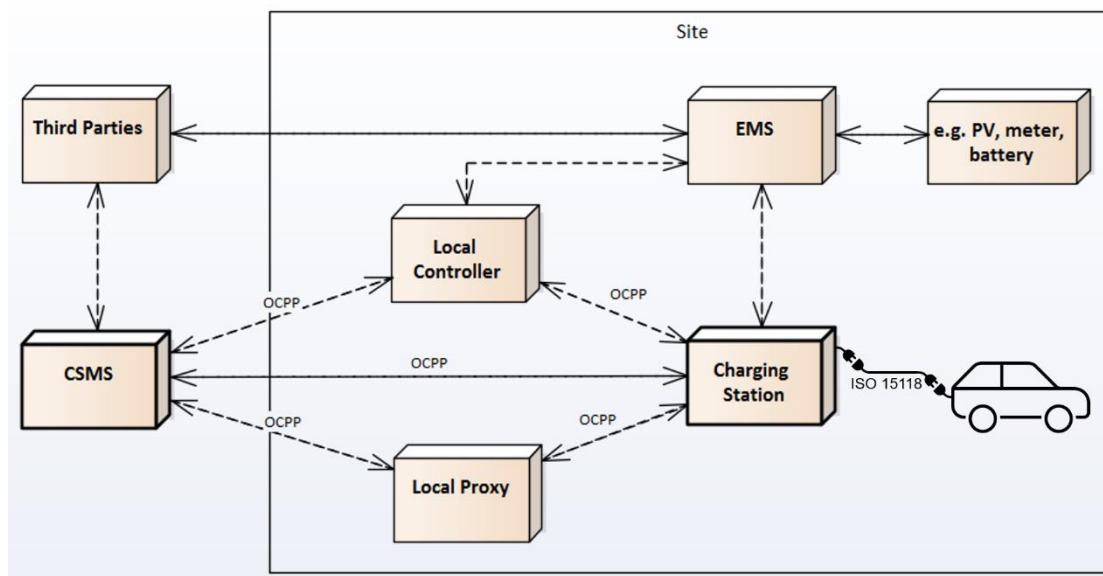 Site
Third Parties
EMS
e.g. PV, meter,
battery
Local
Controller
OCPP
OCPP
CSMS
OCPP
Charging
Station
ISO 15118
OCPP
OCPP
Local Proxy